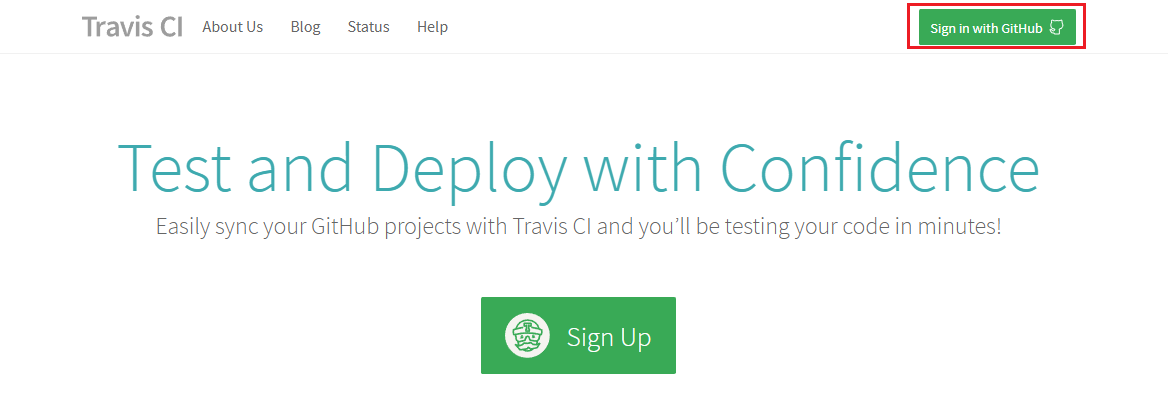 Travis CI About Us Blog Status Help Sign in with GitHub
Test and Deploy with Confidence
Easily sync your GitHub projects with Travis CI and you’ll be testing your code in minutes!
Sign Up